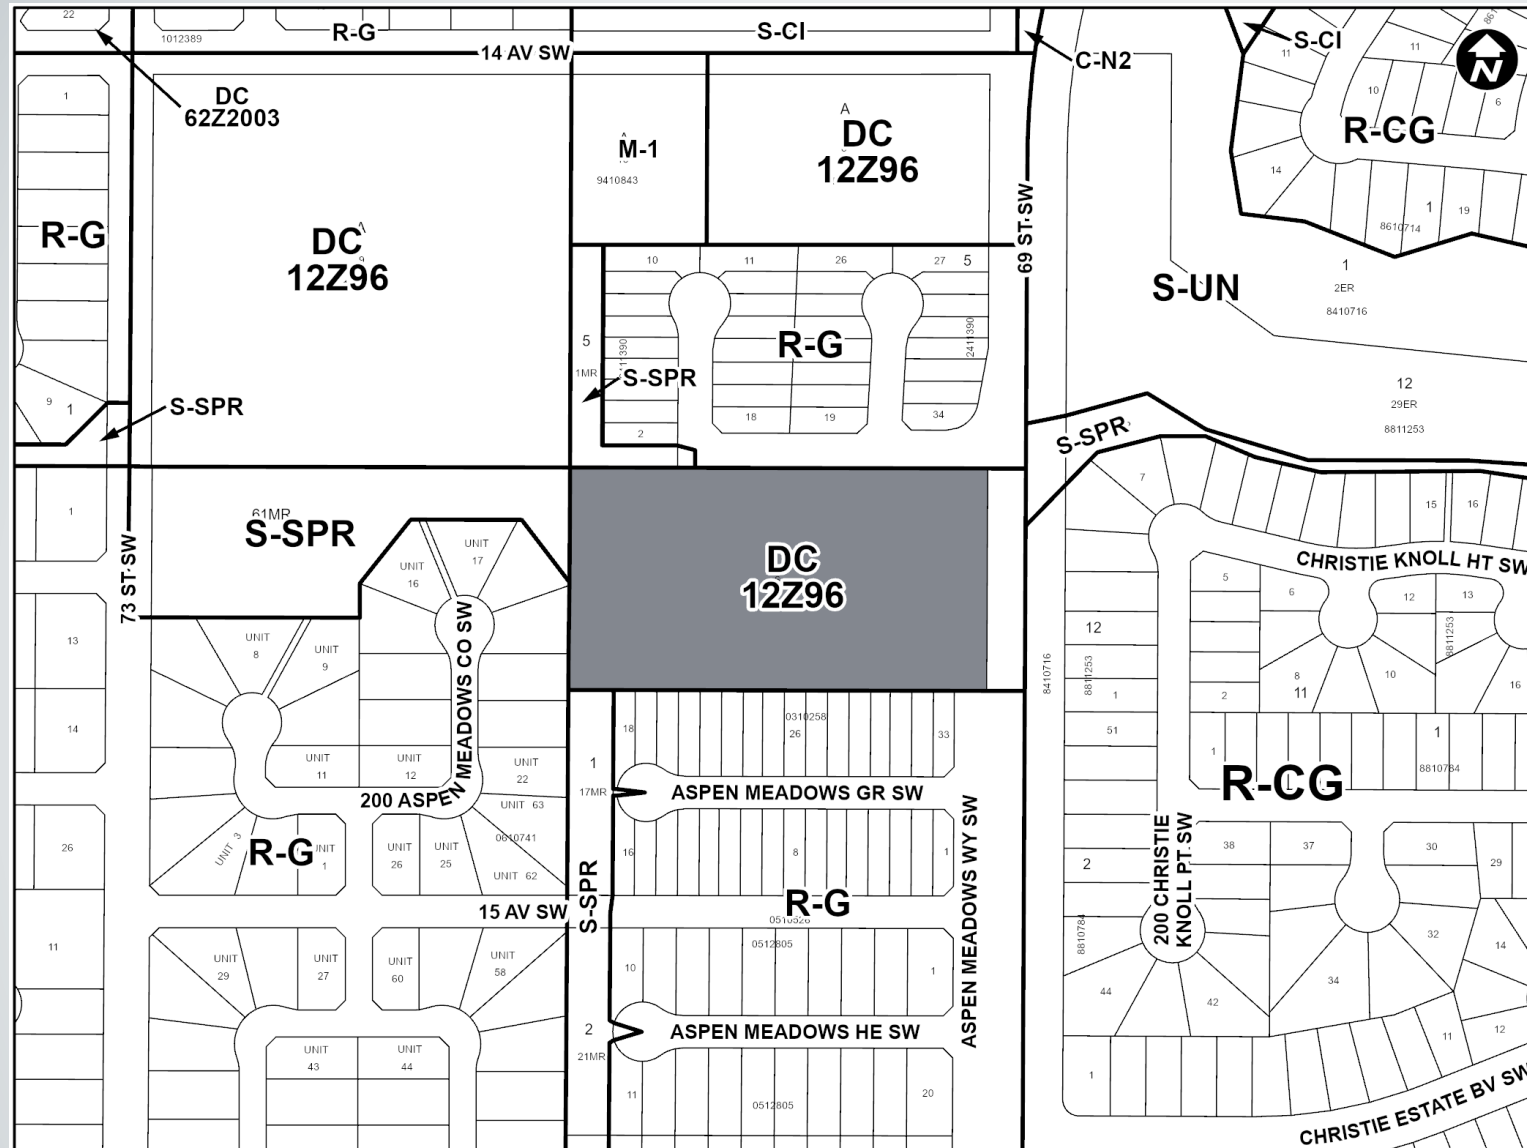 22
1012389
R-G
S-CI
14 AV SW
C-N2
S-CI
11
11
10
6
N
DC
62Z2003
1
A
DC
12Z96
M-1
9410843
R-CG
14
1
19
8610714
R-G
DC
12Z96
69 ST SW
10
11
26
27
5
S-UN
1
2ER
8410716
5
1MR
R-G
2411390
S-SPR
9
1
S-SPR
18
19
34
2
12
29ER
8811253
S-SPR
7
15
16
1
61MR
S-SPR
73 ST SW
UNIT
16
UNIT
17
DC
12Z96
CHRISTIE KNOLL HT SW
5
6
12
13
13
UNIT
8
UNIT
9
200 ASPEN MEADOWS CO SW
12
8811253
1
8410716
8811253
8
11
10
16
2
14
UNIT
11
UNIT
12
UNIT
22
18
0310258
26
33
51
1
1
8810784
R-CG
1
17MR
ASPEN MEADOWS GR SW
UNIT 63
0610741
UNIT 62
26
UNIT 3
R-G
UNIT
1
UNIT
26
UNIT
25
16
8
1
2
38
37
30
29
200 CHRISTIE
KNOLL PT SW
S-SPR
15 AV SW
R-G
0510526
0512805
ASPEN MEADOWS WY SW
8810784
11
UNIT
29
UNIT
27
UNIT
60
UNIT
58
10
1
32
14
34
44
42
2
21MR
ASPEN MEADOWS HE SW
11
12
UNIT
43
UNIT
44
11
0512805
20
1
CHRISTIE ESTATE BV SW